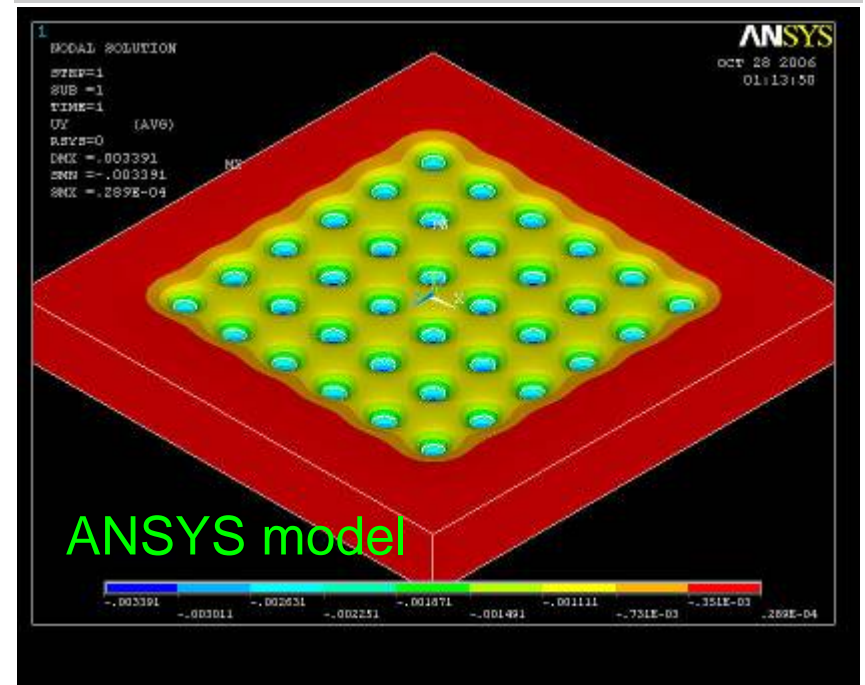 1
NODAL SOLUTION
STEP=1
SUB =1
TIME=1
UY (AVG)
RSYS=0
DMX =.003391
SMN =-.003391
SMX =.289E-04
ANSYS
OCT 28 2006
01:13:50
MX
X
ANSYS model
-.003391
-.003011
-.002631
-.002251
-.001871
-.001491
-.001111
-.731E-03
-.351E-03
.289E-04